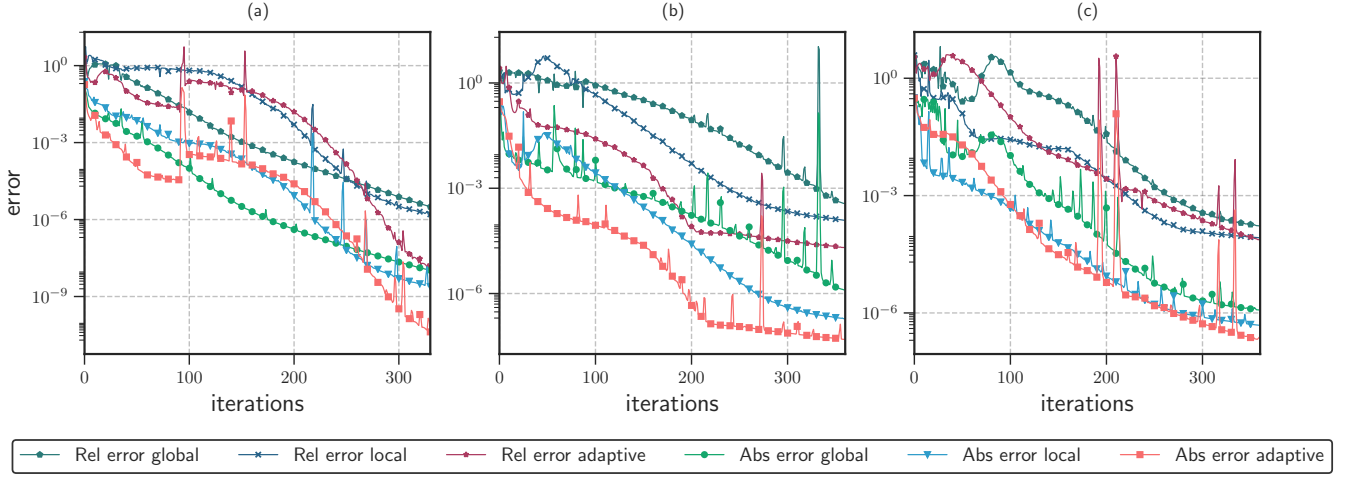 (a)
(b)
(c)
error
10^0
10^-3
10^-6
10^-9
0 100 200 300
iterations
10^0
10^-3
10^-6
0 100 200 300
iterations
10^0
10^-3
10^-6
0 100 200 300
iterations
Rel error global Rel error local Rel error adaptive Abs error global Abs error local Abs error adaptive